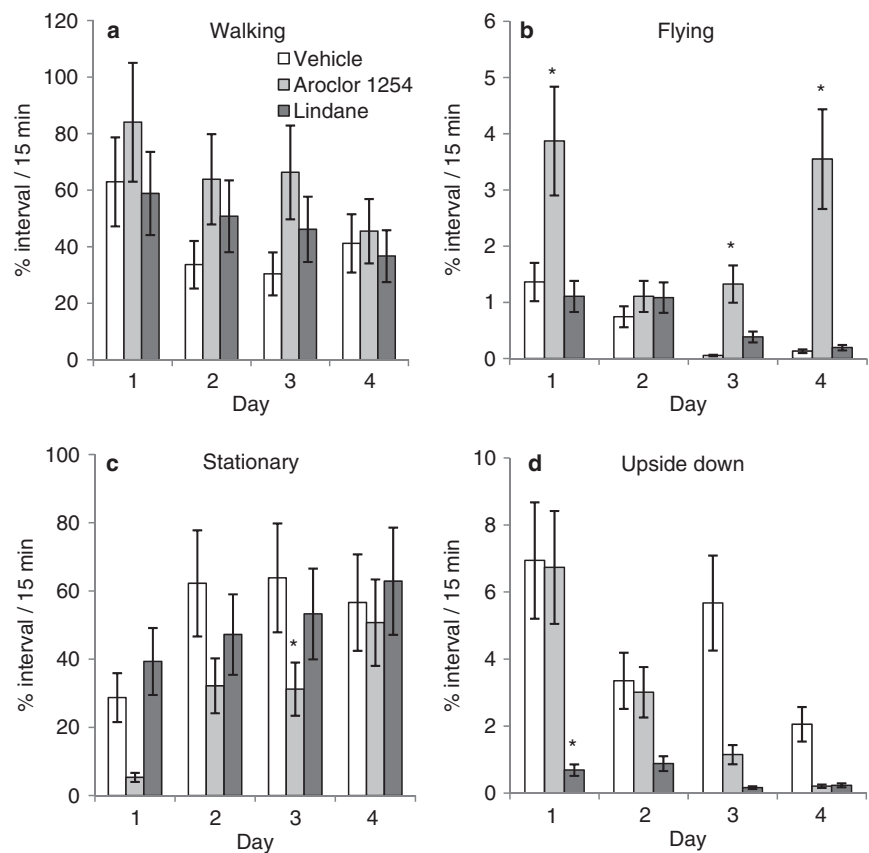 a Walking
Vehicle
Aroclor 1254
Lindane
% interval / 15 min
120
100
80
60
40
20
0
1 2 3 4
Day
b Flying
% interval / 15 min
6
5
4
3
2
1
0
* * *
1 2 3 4
Day
c Stationary
% interval / 15 min
100
80
60
40
20
0
*
1 2 3 4
Day
d Upside down
% interval / 15 min
10
8
6
4
2
0
*
1 2 3 4
Day